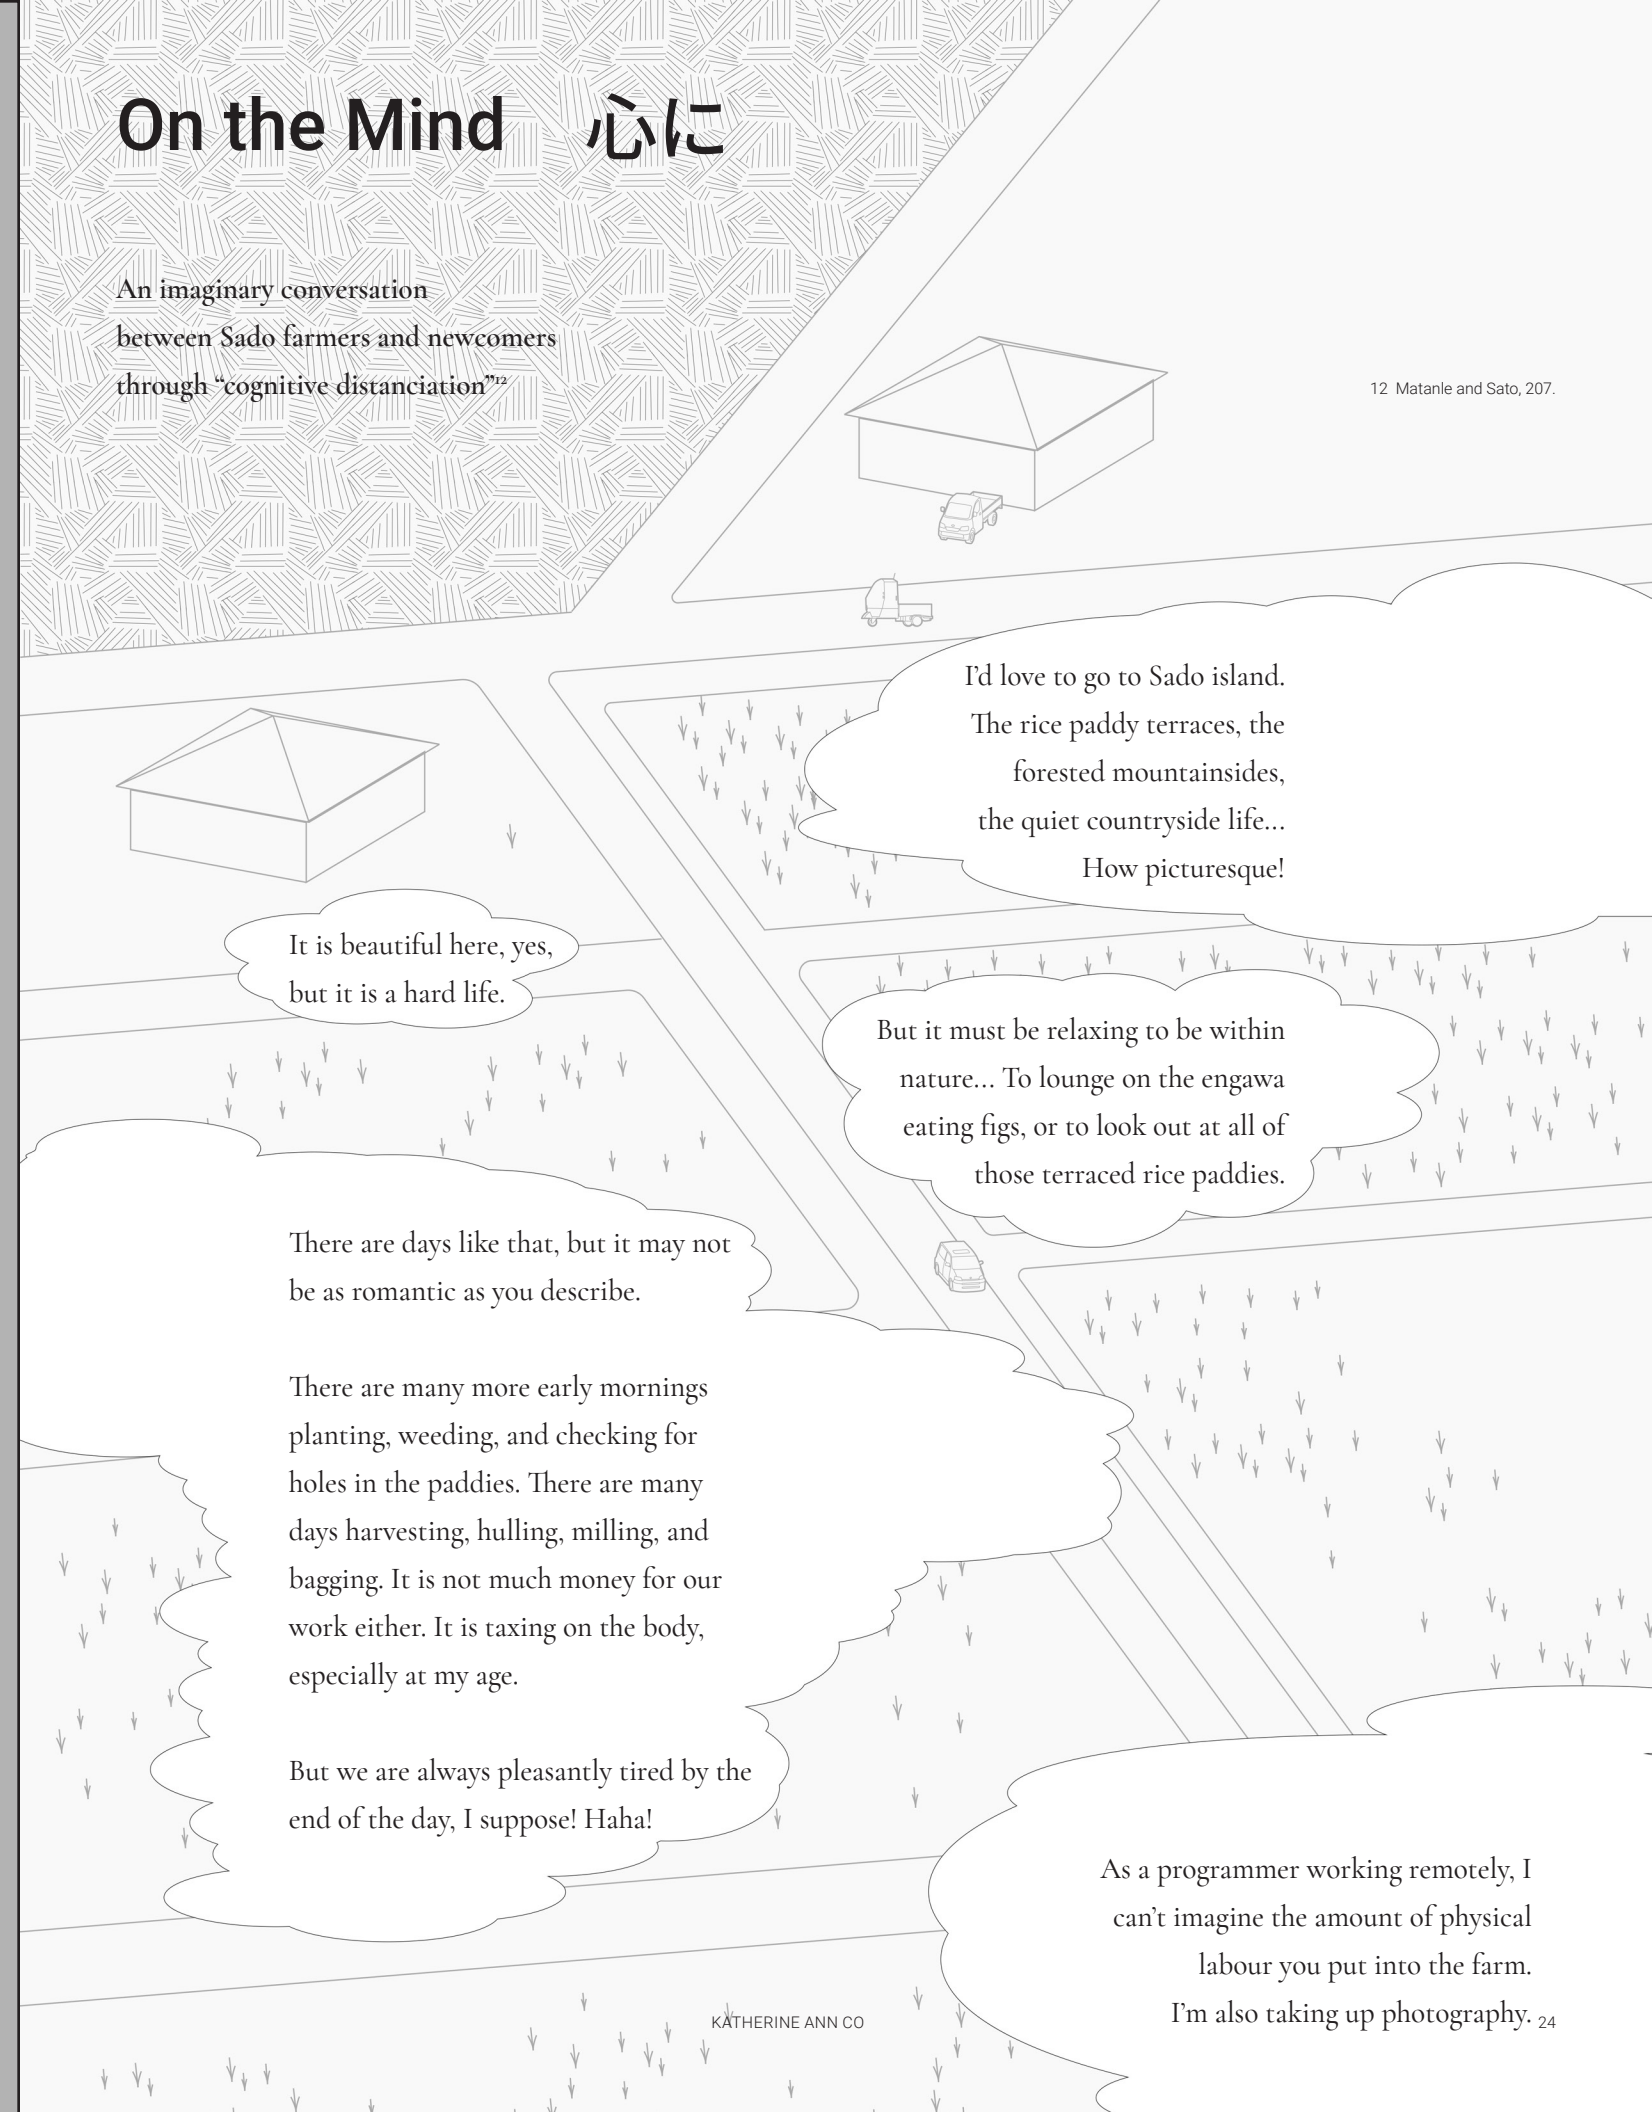 On the Mind 心に
An imaginary conversation
between Sado farmers and newcomers
through “cognitive distanciation”12
12 Matanle and Sato, 207.
I’d love to go to Sado island.
The rice paddy terraces, the
forested mountainsides,
the quiet countryside life...
How picturesque!
It is beautiful here, yes,
but it is a hard life.
But it must be relaxing to be within
nature... To lounge on the engawa
eating figs, or to look out at all of
those terraced rice paddies.
There are days like that, but it may not
be as romantic as you describe.
There are many more early mornings
planting, weeding, and checking for
holes in the paddies. There are many
days harvesting, hulling, milling, and
bagging. It is not much money for our
work either. It is taxing on the body,
especially at my age.
But we are always pleasantly tired by the
end of the day, I suppose! Haha!
As a programmer working remotely, I
can’t imagine the amount of physical
labour you put into the farm.
I’m also taking up photography.
KATHERINE ANN CO
24